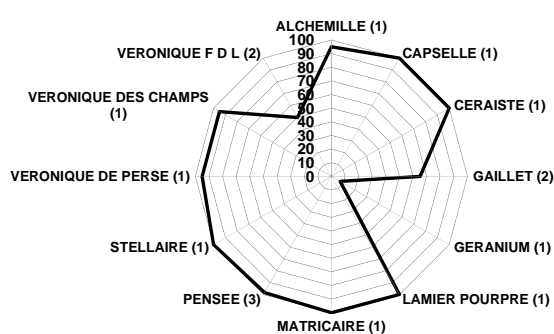 ALCHEMILLE (1)
100
90
80
70
60
50
40
30
20
10
0
CAPSELLE (1)
CERAISTE (1)
GAILLET (2)
GERANIUM (1)
LAMIER POURPRE (1)
MATRICAIRE (1)
PENSEE (3)
STELLAIRE (1)
VERONIQUE DE PERSE (1)
VERONIQUE DES CHAMPS
(1)
VERONIQUE F D L (2)